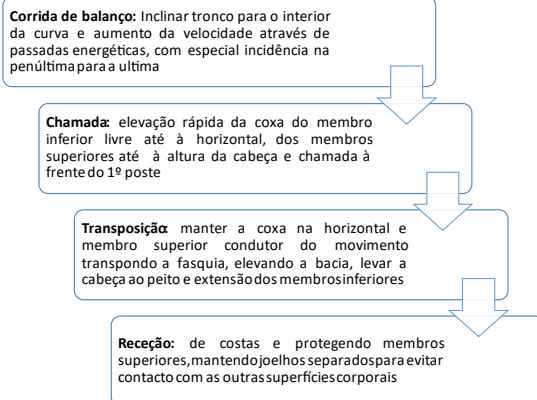 Corrida de balanço: Inclinar tronco para o interior
da curva e aumento da velocidade através de
passadas energéticas, com especial incidência na
penúltima para a ultima
Chamada: elevação rápida da coxa do membro
inferior livre até à horizontal, dos membros
superiores até à altura da cabeça e chamada à
frente do 1º poste
Transposição: manter a coxa na horizontal e
membro superior condutor do movimento
transpondo a fasquia, elevando a bacia, levar a
cabeça ao peito e extensão dos membros inferiores
Receção: de costas e protegendo membros
superiores, mantendo joelhos separados para evitar
contacto com as outras superfícies corporais